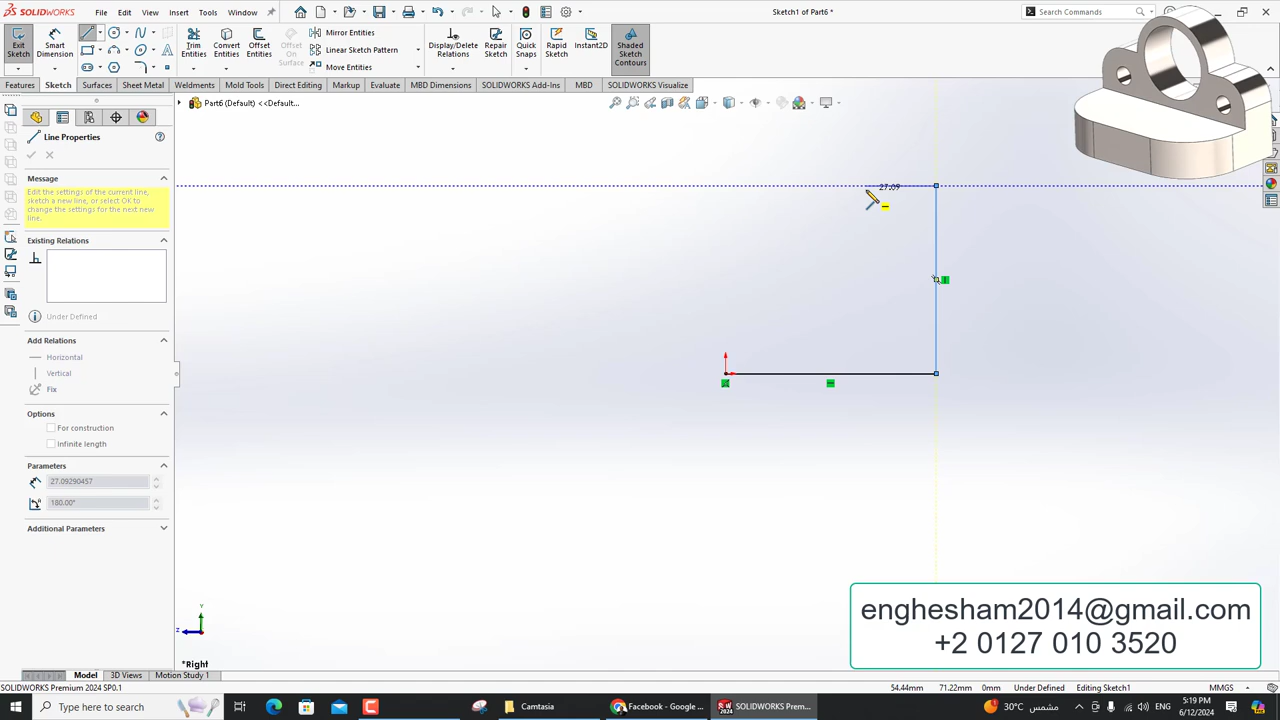 SOLIDWORKS
File
Edit
View
Insert
Tools
Window
Sketch1 of Part6 *
Search Commands
Exit Sketch
Smart Dimension
Trim Entities
Convert Entities
Offset Entities
Offset On Surface
Mirror Entities
Linear Sketch Pattern
Move Entities
Display/Delete Relations
Repair Sketch
Quick Snaps
Rapid Sketch
Instant2D
Shaded Sketch Contours
Features
Sketch
Surfaces
Sheet Metal
Weldments
Mold Tools
Direct Editing
Markup
Evaluate
MBD Dimensions
SOLIDWORKS Add-Ins
MBD
SOLIDWORKS Visualize
Part6 (Default) <<Default...
Line Properties
Message
Edit the settings of the current line,
sketch a new line, or select OK to
change the settings for the next new
line.
Existing Relations
Under Defined
Add Relations
Horizontal
Vertical
Fix
Options
For construction
Infinite length
Parameters
27.09290457
180.00°
Additional Parameters
27.09
Y
Z
*Right
enghesham2014@gmail.com
+2 0127 010 3520
Model
3D Views
Motion Study 1
SOLIDWORKS Premium 2024 SP0.1
54.44mm
71.22mm
0mm
Under Defined
Editing Sketch1
MMGS
Type here to search
Camtasia
Facebook - Google ...
SOLIDWORKS Prem...
30°C مشمس
ENG
5:19 PM
6/12/2024